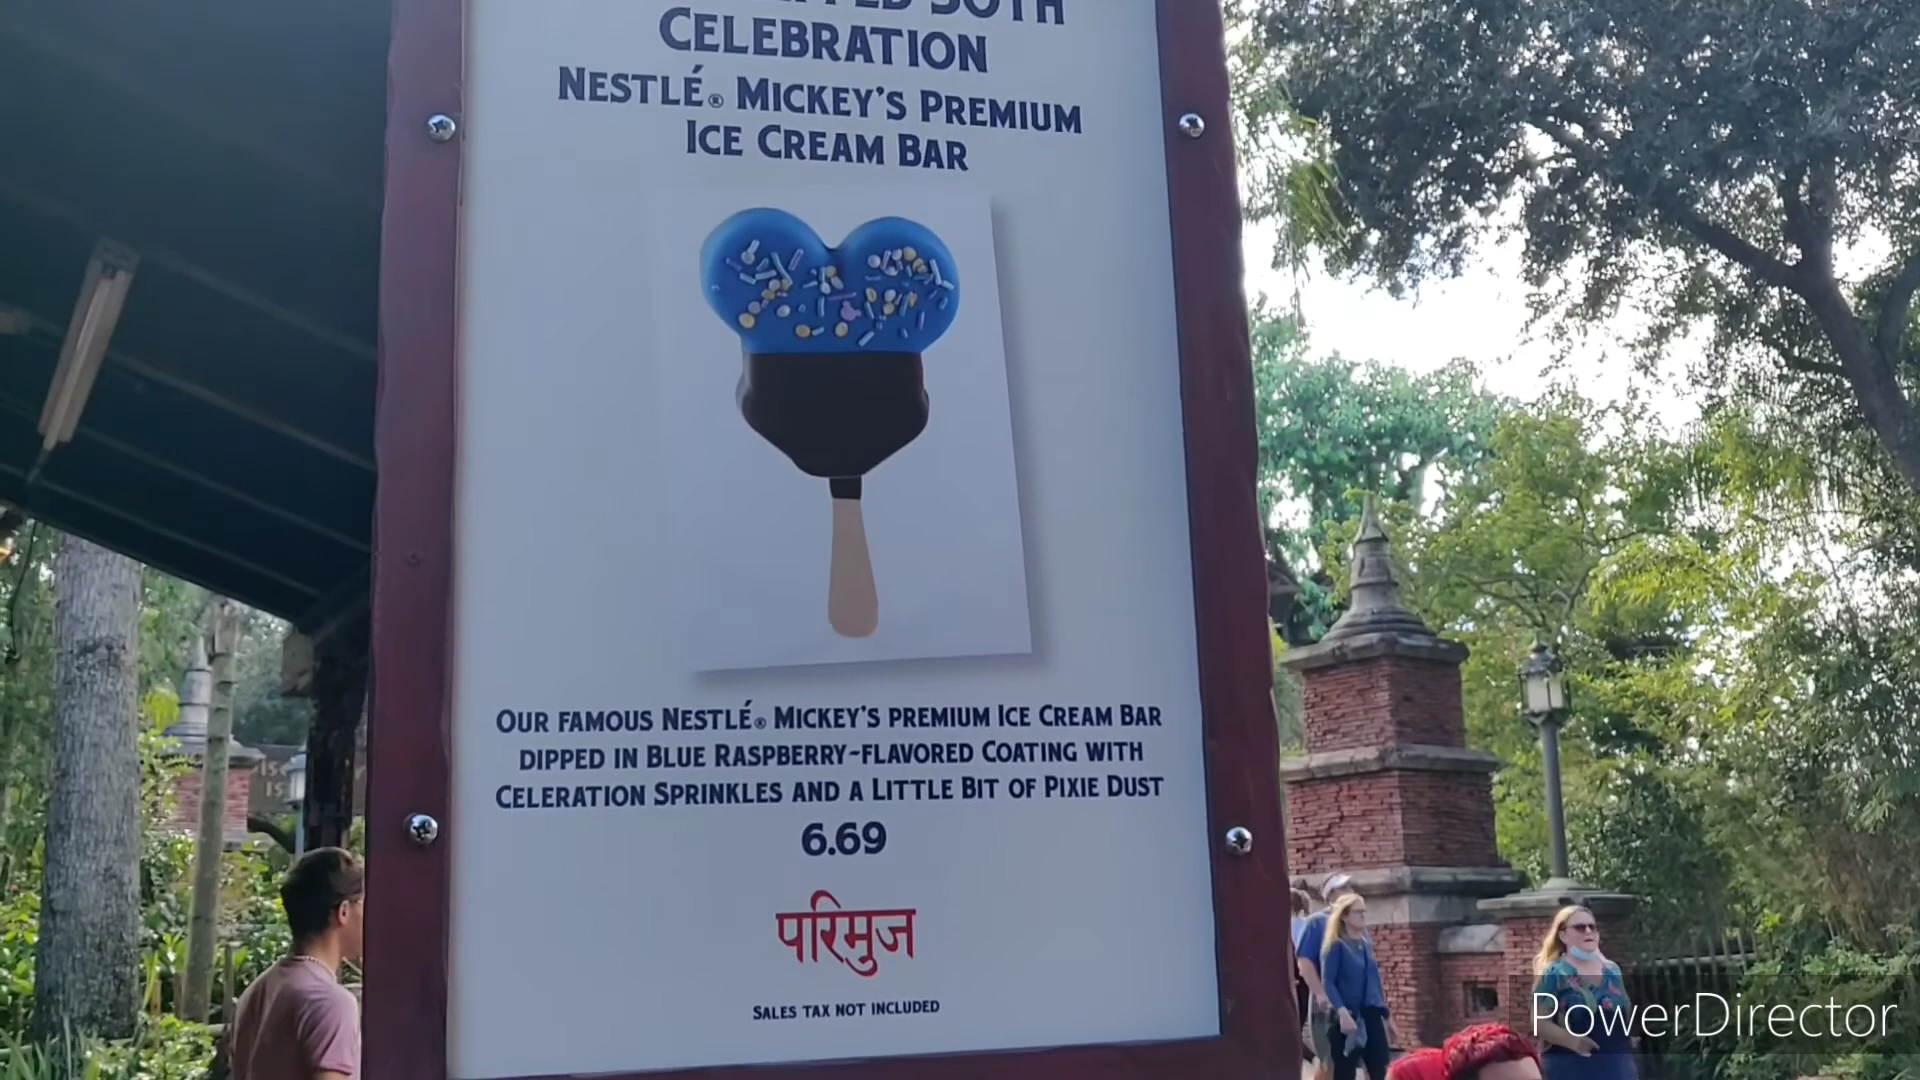 50TH
CELEBRATION
NESTLÉ® MICKEY'S PREMIUM
ICE CREAM BAR
OUR FAMOUS NESTLÉ® MICKEY'S PREMIUM ICE CREAM BAR
DIPPED IN BLUE RASPBERRY-FLAVORED COATING WITH
CELERATION SPRINKLES AND A LITTLE BIT OF PIXIE DUST
6.69
परिमुज
SALES TAX NOT INCLUDED
PowerDirector